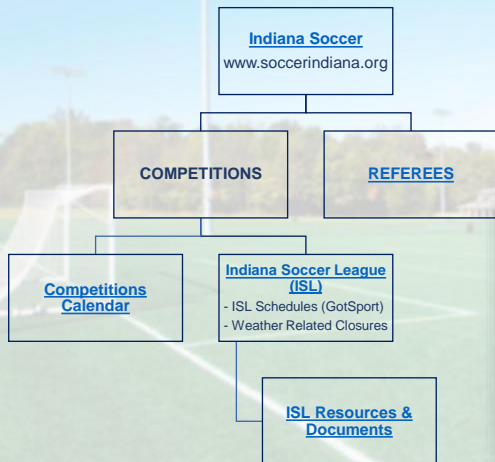 Indiana Soccer
www.soccerindiana.org
COMPETITIONS
REFEREES
Competitions
Calendar
Indiana Soccer League
(ISL)
- ISL Schedules (GotSport)
- Weather Related Closures
ISL Resources &
Documents